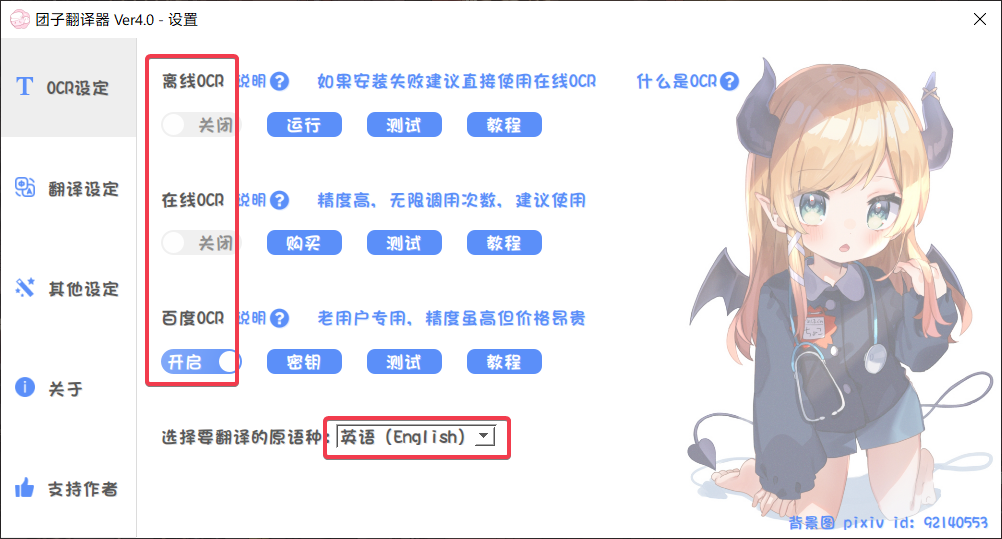 团子翻译器 Ver4.0 - 设置
OCR设定
翻译设定
其他设定
关于
支持作者
离线OCR 说明 ? 如果安装失败建议直接使用在线OCR 什么是OCR ?
关闭 运行 测试 教程
在线OCR 说明 ? 精度高, 无限调用次数, 建议使用
关闭 购买 测试 教程
百度OCR 说明 ? 老用户专用, 精度虽高但价格昂贵
开启 密钥 测试 教程
选择要翻译的原语种: 英语 (English)
背景图 pixiv id: 92140553